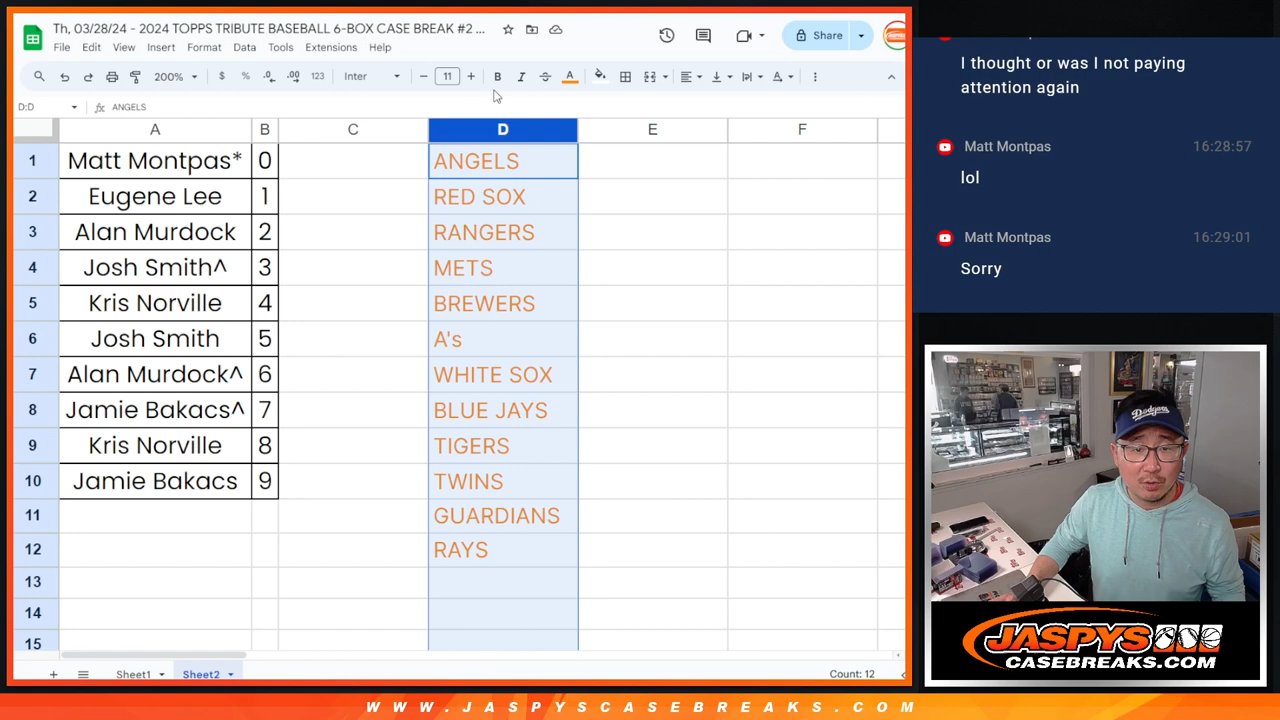 Th, 03/28/24 - 2024 TOPPS TRIBUTE BASEBALL 6-BOX CASE BREAK #2 ...
File Edit View Insert Format Data Tools Extensions Help
Share
200% $ % .0 .00 123 Inter − 11 + B I A
D:D fx ANGELS
A B C D E F
1 Matt Montpas* 0 ANGELS
2 Eugene Lee 1 RED SOX
3 Alan Murdock 2 RANGERS
4 Josh Smith^ 3 METS
5 Kris Norville 4 BREWERS
6 Josh Smith 5 A's
7 Alan Murdock^ 6 WHITE SOX
8 Jamie Bakacs^ 7 BLUE JAYS
9 Kris Norville 8 TIGERS
10 Jamie Bakacs 9 TWINS
11 GUARDIANS
12 RAYS
13
14
15
+ Sheet1 Sheet2 Count: 12
I thought or was I not paying
attention again
Matt Montpas 16:28:57
lol
Matt Montpas 16:29:01
Sorry
Dodgers
JASPYS
CASEBREAKS.COM
WWW.JASPYSCASEBREAKS.COM